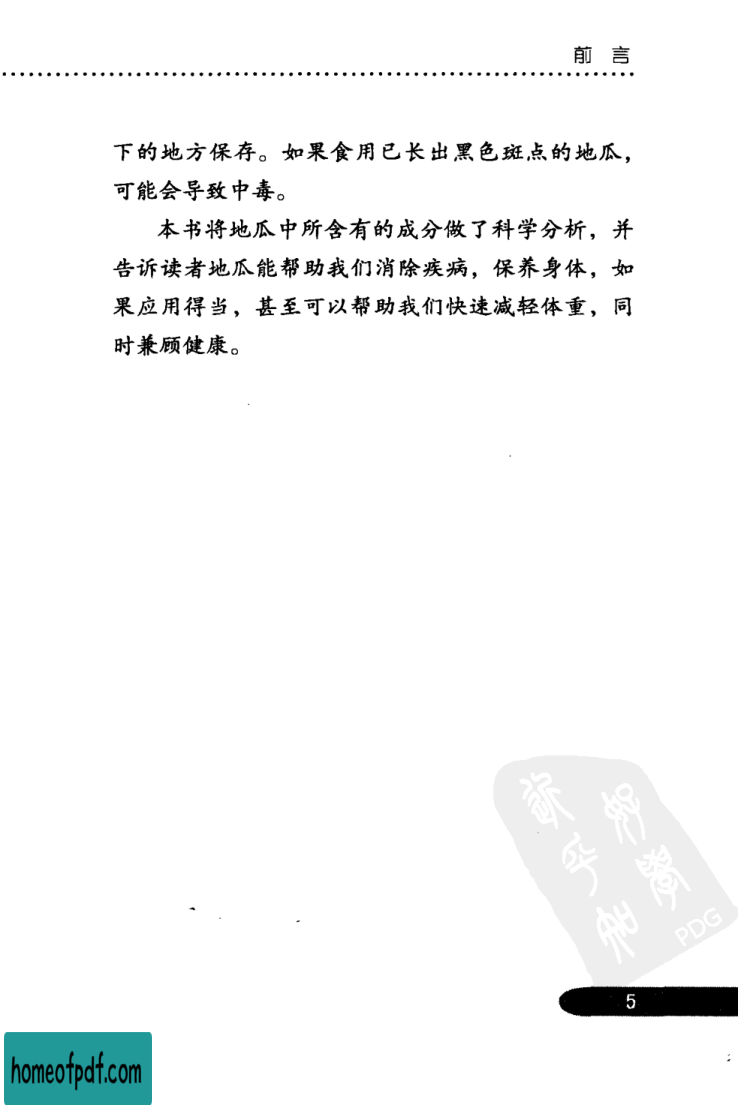 前 言
下的地方保存。如果食用已长出黑色斑点的地瓜，
可能会导致中毒。
本书将地瓜中所含有的成分做了科学分析，并
告诉读者地瓜能帮助我们消除疾病，保养身体，如
果应用得当，甚至可以帮助我们快速减轻体重，同
时兼顾健康。
PDG
5
homeofpdf.com